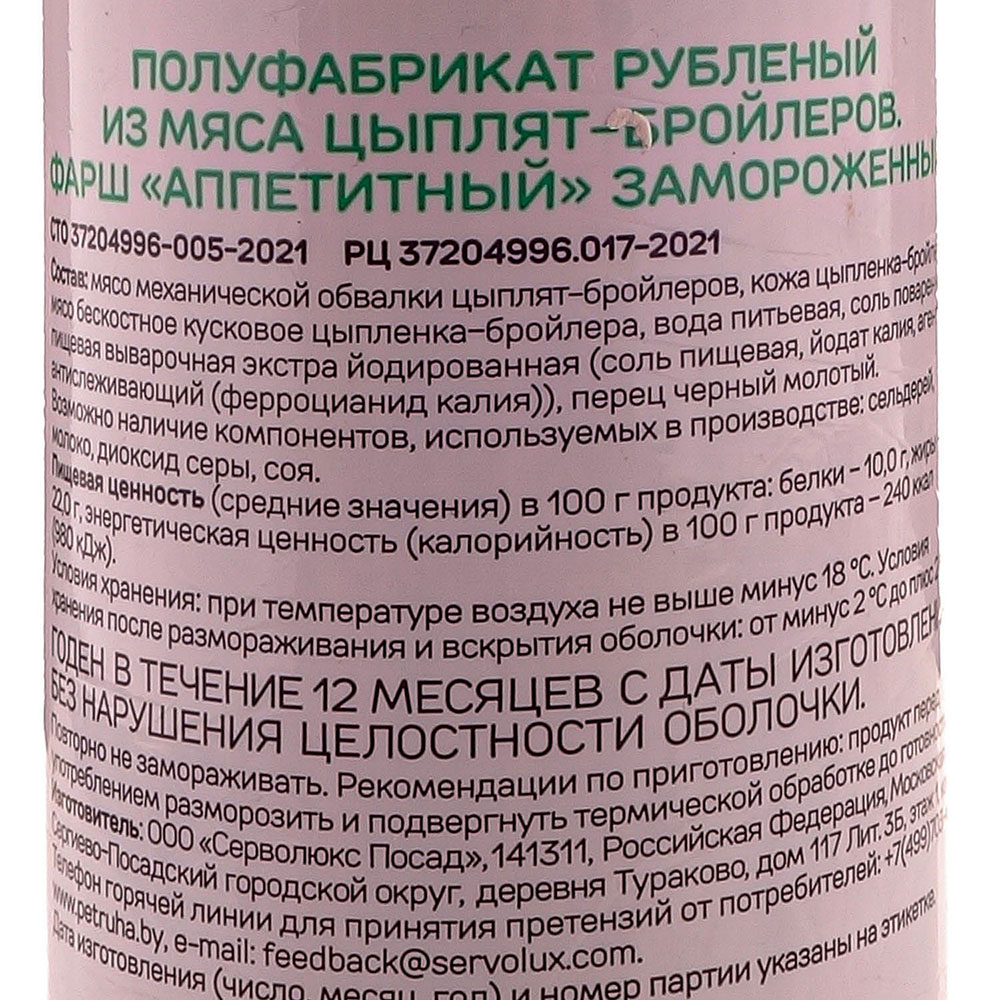 ПОЛУФАБРИКАТ РУБЛЕНЫЙ
ИЗ МЯСА ЦЫПЛЯТ-БРОЙЛЕРОВ.
ФАРШ «АППЕТИТНЫЙ» ЗАМОРОЖЕННЫ
СТО 37204996-005-2021 РЦ 37204996.017-2021
Состав: мясо механической обвалки цыплят-бройлеров, кожа цыпленка-бройле
мясо бескостное кусковое цыпленка-бройлера, вода питьевая, соль поварен
пищевая выварочная экстра йодированная (соль пищевая, йодат калия, аген
антислеживающий (ферроцианид калия)), перец черный молотый.
Возможно наличие компонентов, используемых в производстве: сельдерей,
молоко, диоксид серы, соя.
Пищевая ценность (средние значения) в 100 г продукта: белки – 10,0 г, жиры –
22,0 г, энергетическая ценность (калорийность) в 100 г продукта – 240 ккал
(980 кДж).
Условия хранения: при температуре воздуха не выше минус 18 °С. Условия
хранения после размораживания и вскрытия оболочки: от минус 2 °С до плюс
ГОДЕН В ТЕЧЕНИЕ 12 МЕСЯЦЕВ С ДАТЫ ИЗГОТОВЛЕНИ
БЕЗ НАРУШЕНИЯ ЦЕЛОСТНОСТИ ОБОЛОЧКИ.
Повторно не замораживать. Рекомендации по приготовлению: продукт перед
употреблением разморозить и подвергнуть термической обработке до готовнос
Изготовитель: ООО «Серволюкс Посад», 141311, Российская Федерация, Московска
Сергиево-Посадский городской округ, деревня Тураково, дом 117 Лит. 3Б, этаж 1,
Телефон горячей линии для принятия претензий от потребителей: +7(499)703-
www.petruha.by, e-mail: feedback@servolux.com.
Дата изготовления (число, месяц, год) и номер партии указаны на этикетке.